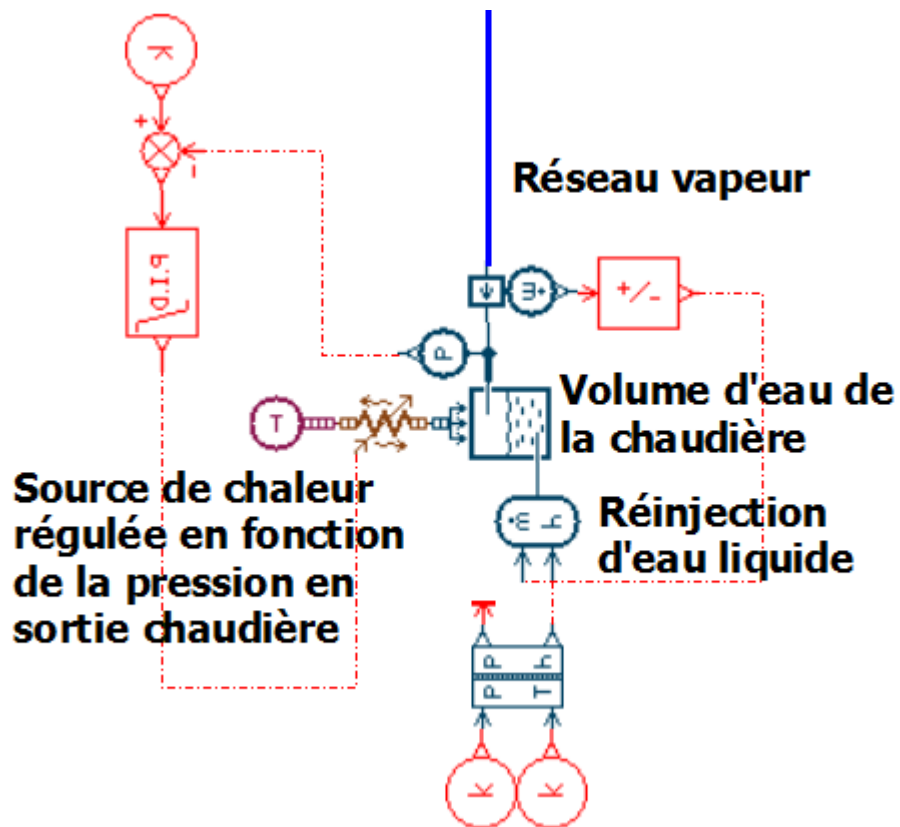 K
+
-
P.I.D
Réseau vapeur
ṁ
+/-
P
T
Volume d'eau de
la chaudière
Source de chaleur
régulée en fonction
de la pression en
sortie chaudière
ṁ h
Réinjection
d'eau liquide
P h
P T
k k